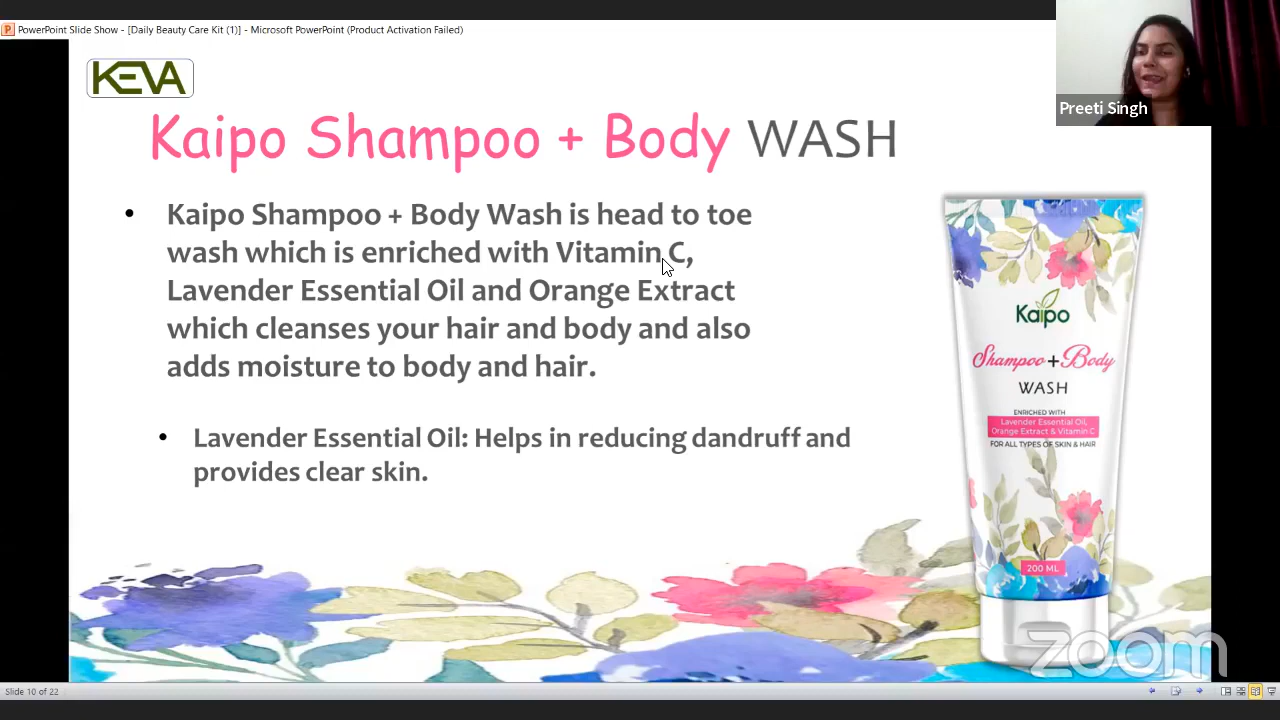 PowerPoint Slide Show - [Daily Beauty Care Kit (1)] - Microsoft PowerPoint (Product Activation Failed)
KEVA
Preeti Singh
Kaipo Shampoo + Body WASH
• Kaipo Shampoo + Body Wash is head to toe
wash which is enriched with Vitamin C,
Lavender Essential Oil and Orange Extract
which cleanses your hair and body and also
adds moisture to body and hair.
• Lavender Essential Oil: Helps in reducing dandruff and
provides clear skin.
Kaipo
Shampoo+Body
WASH
ENRICHED WITH
Lavender Essential Oil,
Orange Extract & Vitamin C
FOR ALL TYPES OF SKIN & HAIR
200 ML
zoom
Slide 10 of 22